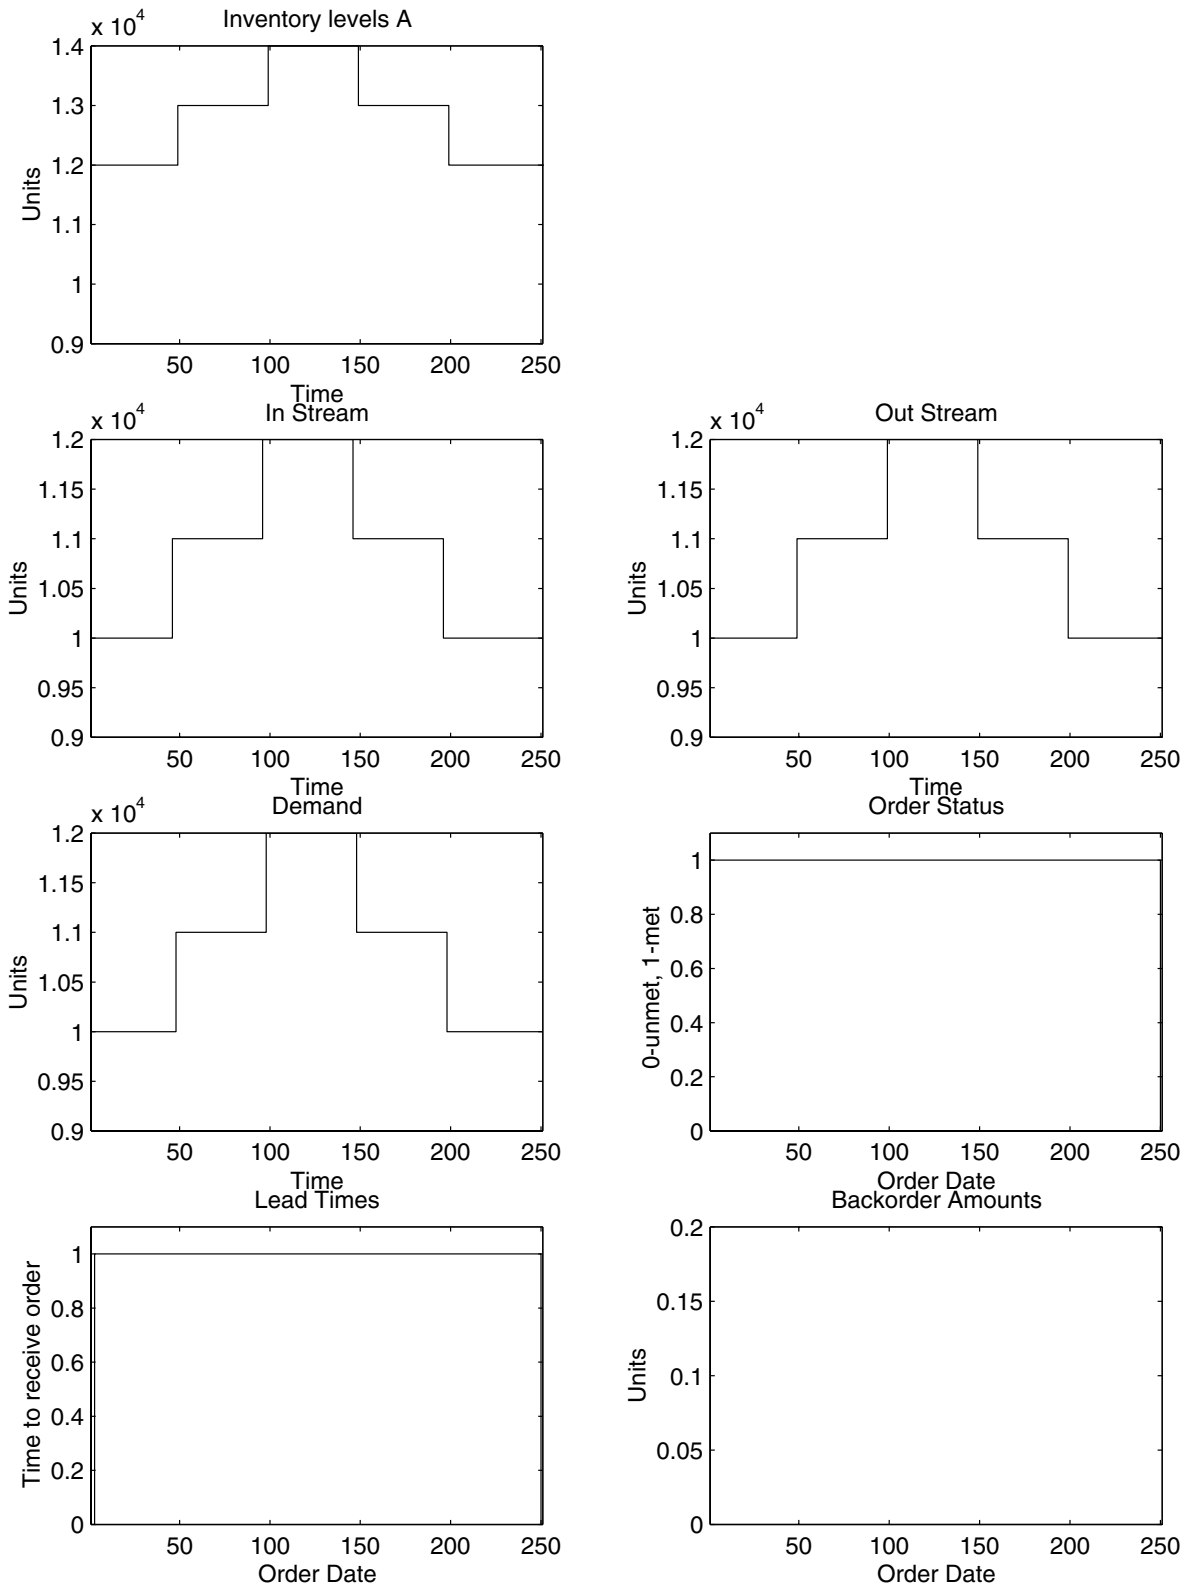 Inventory levels A
x 10^4
1.4
1.3
1.2
1.1
1
0.9
Units
50 100 150 200 250
Time
In Stream
x 10^4
1.2
1.15
1.1
1.05
1
0.95
0.9
Units
50 100 150 200 250
Time
Out Stream
x 10^4
1.2
1.15
1.1
1.05
1
0.95
0.9
Units
50 100 150 200 250
Time
Demand
x 10^4
1.2
1.15
1.1
1.05
1
0.95
0.9
Units
50 100 150 200 250
Time
Order Status
1
0.8
0.6
0.4
0.2
0
0-unmet, 1-met
50 100 150 200 250
Order Date
Lead Times
1
0.8
0.6
0.4
0.2
0
Time to receive order
50 100 150 200 250
Order Date
Backorder Amounts
0.2
0.15
0.1
0.05
0
Units
50 100 150 200 250
Order Date